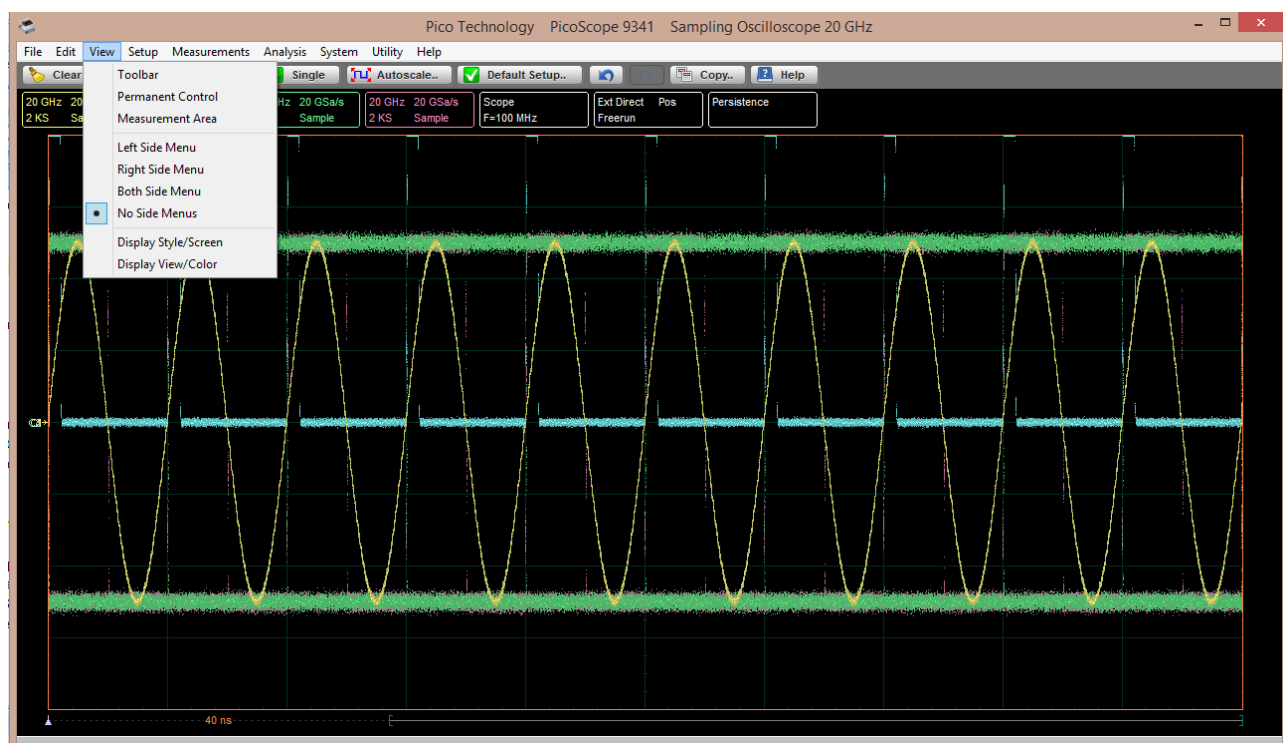 Pico Technology PicoScope 9341 Sampling Oscilloscope 20 GHz
File Edit View Setup Measurements Analysis System Utility Help
Clear Single Autoscale.. Default Setup.. Copy.. Help
Toolbar
Permanent Control
Measurement Area
Left Side Menu
Right Side Menu
Both Side Menu
No Side Menus
Display Style/Screen
Display View/Color
20 GHz 20 20 GSa/s 20 GHz 20 GSa/s Scope Ext Direct Pos Persistence
2 KS Sample 2 KS Sample F=100 MHz Freerun
40 ns